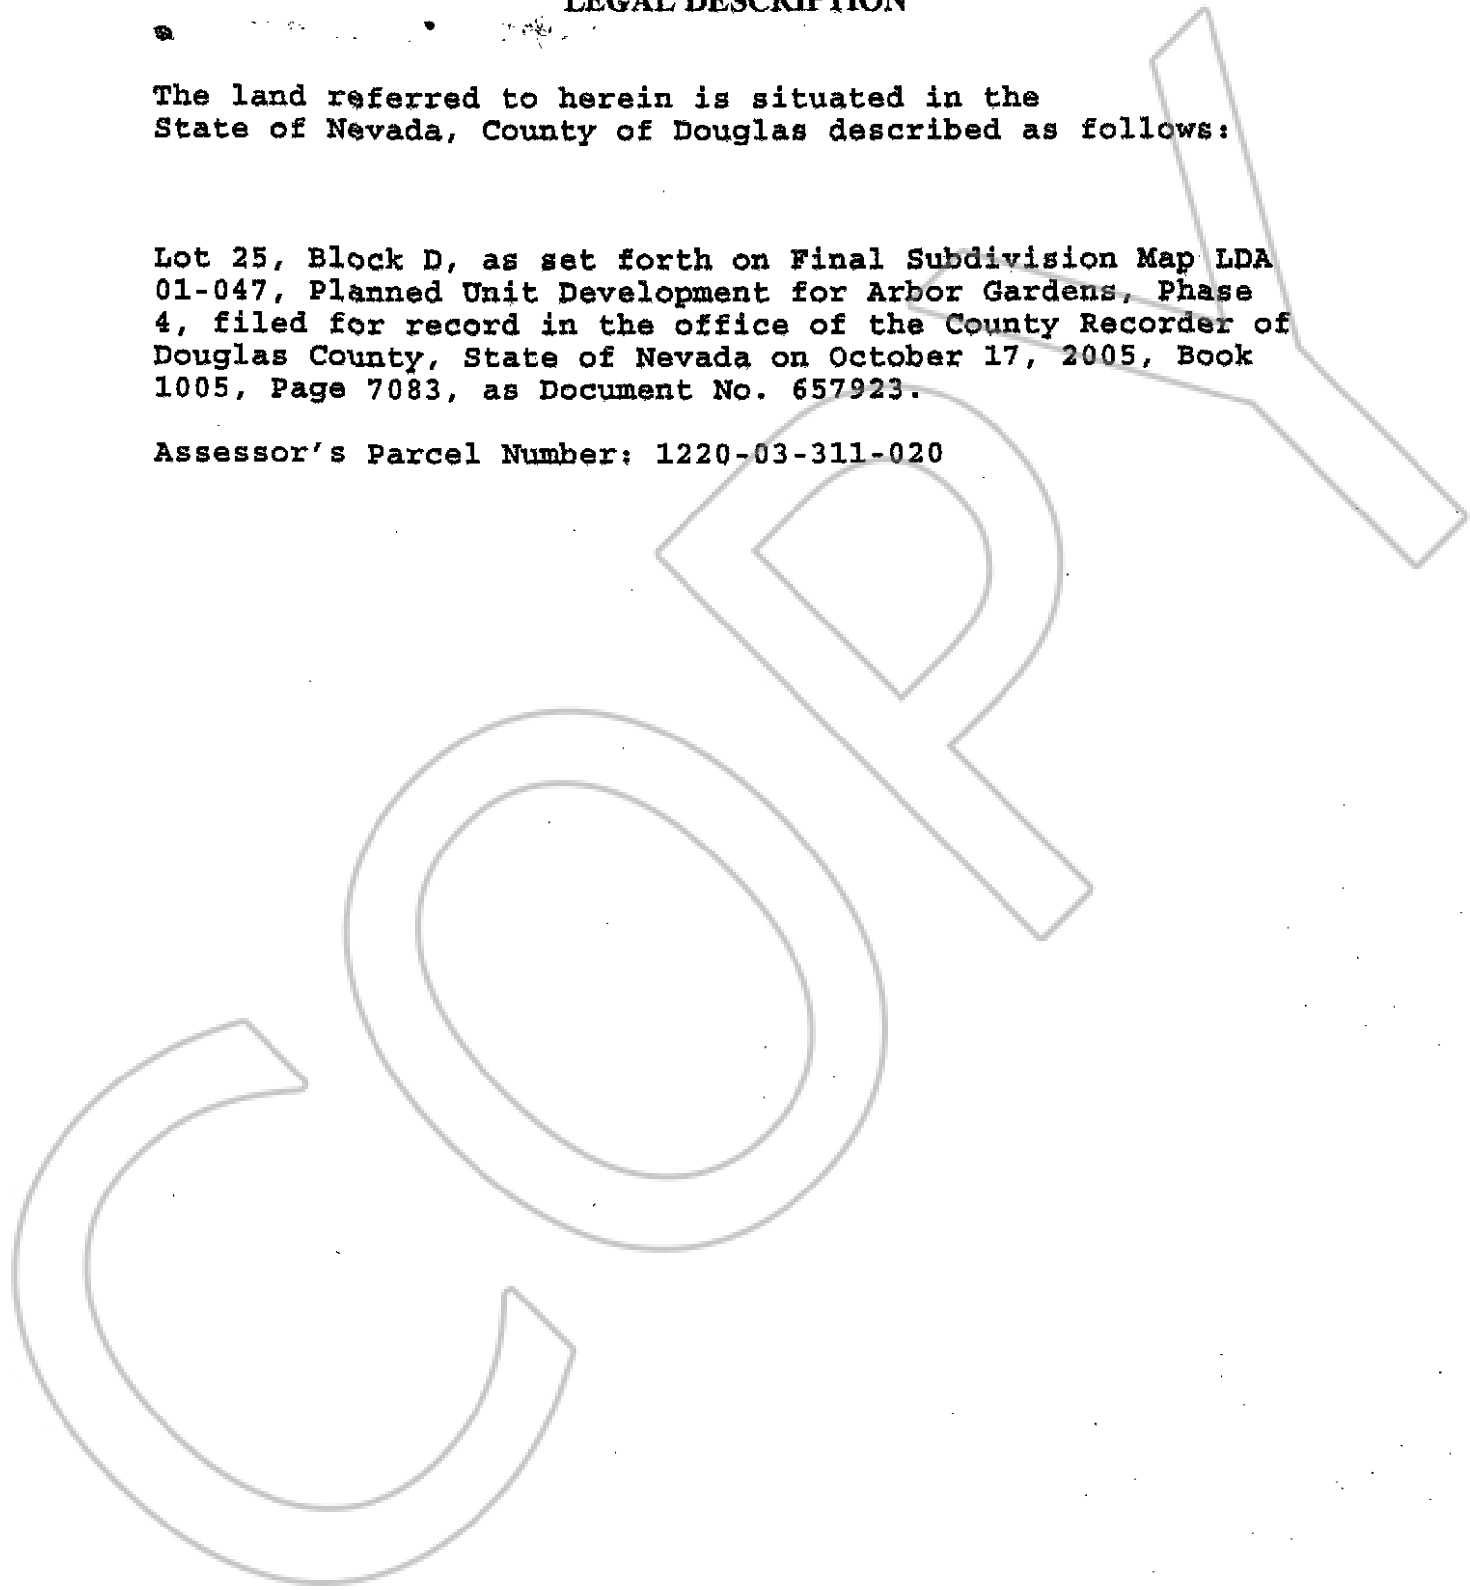 LEGAL DESCRIPTION
The land referred to herein is situated in the
State of Nevada, County of Douglas described as follows:
Lot 25, Block D, as set forth on Final Subdivision Map LDA
01-047, Planned Unit Development for Arbor Gardens, Phase
4, filed for record in the office of the County Recorder of
Douglas County, State of Nevada on October 17, 2005, Book
1005, Page 7083, as Document No. 657923.
Assessor's Parcel Number: 1220-03-311-020
COPY